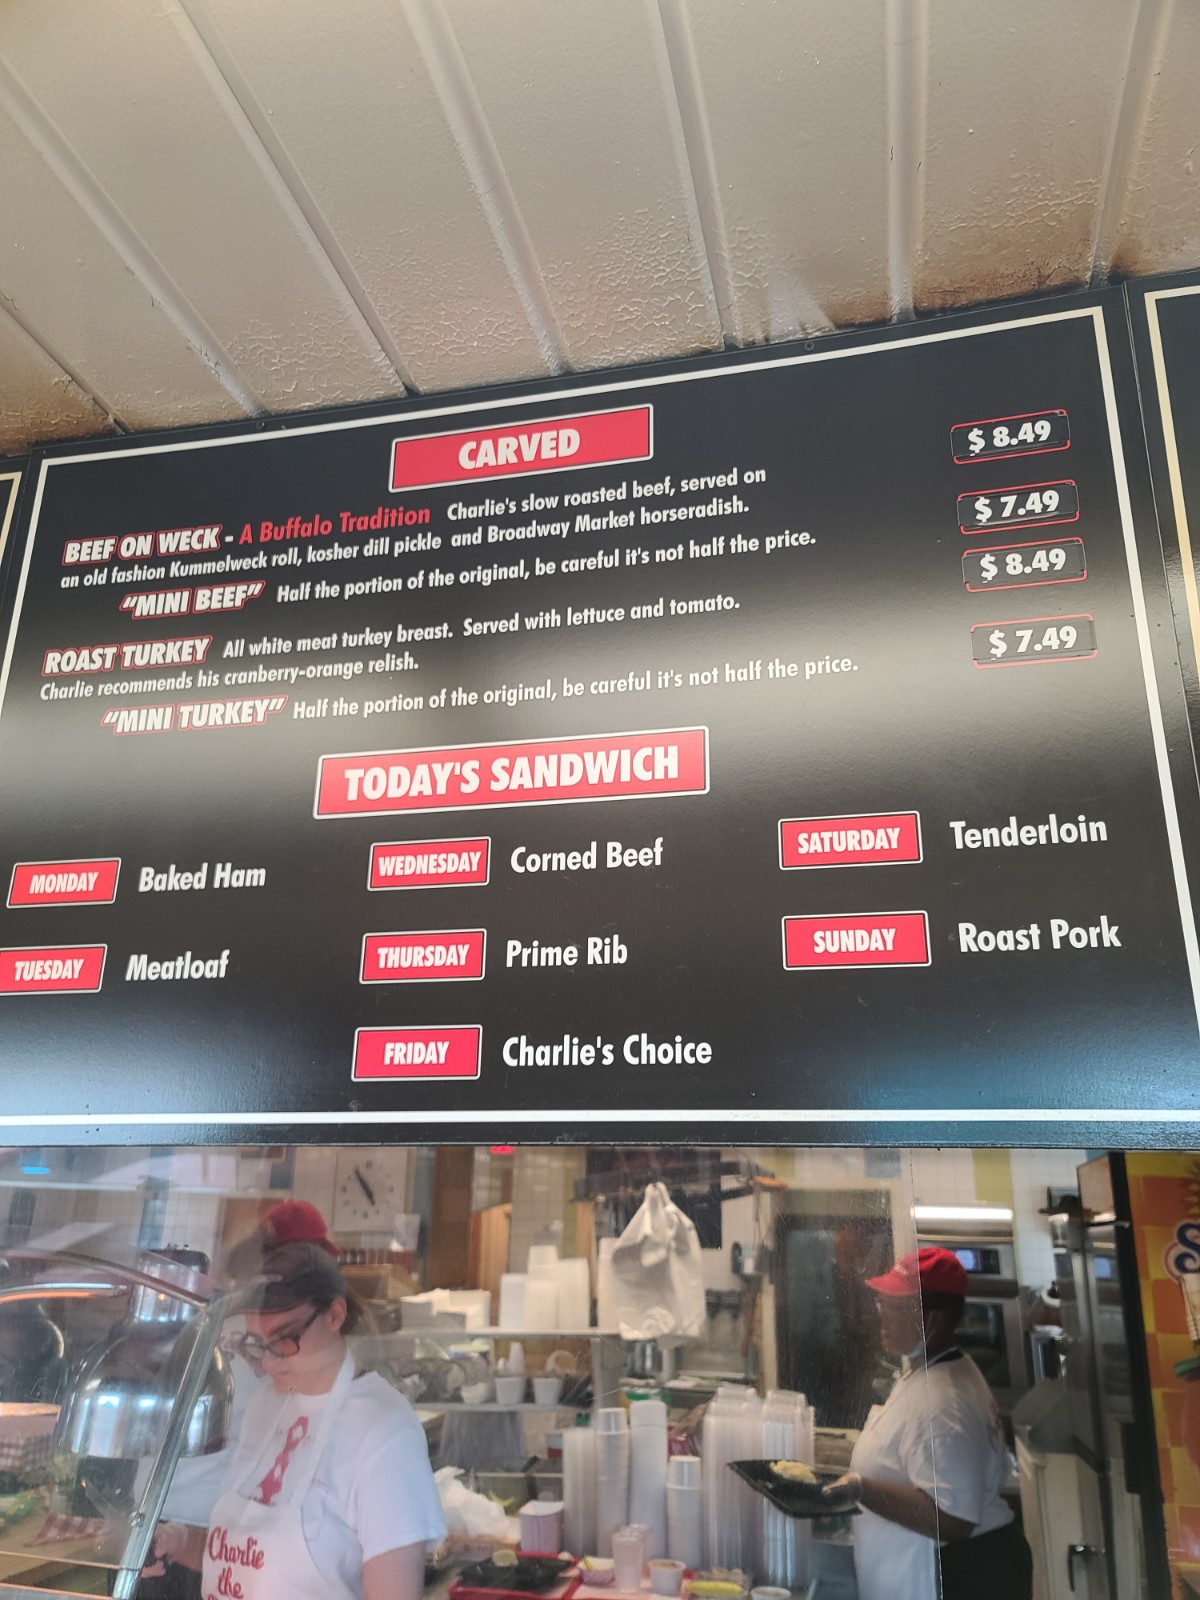 CARVED
BEEF ON WECK - A Buffalo Tradition Charlie's slow roasted beef, served on $ 8.49
an old fashion Kummelweck roll, kosher dill pickle and Broadway Market horseradish.
"MINI BEEF" Half the portion of the original, be careful it's not half the price. $ 7.49
ROAST TURKEY All white meat turkey breast. Served with lettuce and tomato. $ 8.49
Charlie recommends his cranberry-orange relish.
"MINI TURKEY" Half the portion of the original, be careful it's not half the price. $ 7.49
TODAY'S SANDWICH
MONDAY Baked Ham
TUESDAY Meatloaf
WEDNESDAY Corned Beef
THURSDAY Prime Rib
FRIDAY Charlie's Choice
SATURDAY Tenderloin
SUNDAY Roast Pork
Charlie
the